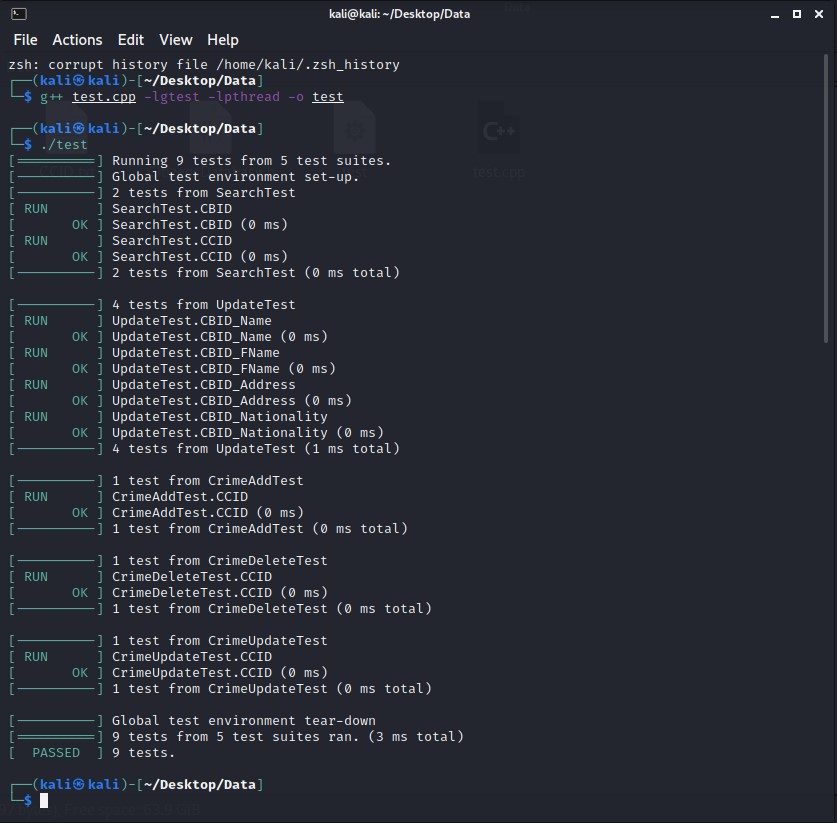 kali@kali: ~/Desktop/Data
File Actions Edit View Help
zsh: corrupt history file /home/kali/.zsh_history
┌──(kali㉿kali)-[~/Desktop/Data]
└─$ g++ test.cpp -lgtest -lpthread -o test
┌──(kali㉿kali)-[~/Desktop/Data]
└─$ ./test
[==========] Running 9 tests from 5 test suites.
[----------] Global test environment set-up.
[----------] 2 tests from SearchTest
[ RUN      ] SearchTest.CBID
[       OK ] SearchTest.CBID (0 ms)
[ RUN      ] SearchTest.CCID
[       OK ] SearchTest.CCID (0 ms)
[----------] 2 tests from SearchTest (0 ms total)
[----------] 4 tests from UpdateTest
[ RUN      ] UpdateTest.CBID_Name
[       OK ] UpdateTest.CBID_Name (0 ms)
[ RUN      ] UpdateTest.CBID_FName
[       OK ] UpdateTest.CBID_FName (0 ms)
[ RUN      ] UpdateTest.CBID_Address
[       OK ] UpdateTest.CBID_Address (0 ms)
[ RUN      ] UpdateTest.CBID_Nationality
[       OK ] UpdateTest.CBID_Nationality (0 ms)
[----------] 4 tests from UpdateTest (1 ms total)
[----------] 1 test from CrimeAddTest
[ RUN      ] CrimeAddTest.CCID
[       OK ] CrimeAddTest.CCID (0 ms)
[----------] 1 test from CrimeAddTest (0 ms total)
[----------] 1 test from CrimeDeleteTest
[ RUN      ] CrimeDeleteTest.CCID
[       OK ] CrimeDeleteTest.CCID (0 ms)
[----------] 1 test from CrimeDeleteTest (0 ms total)
[----------] 1 test from CrimeUpdateTest
[ RUN      ] CrimeUpdateTest.CCID
[       OK ] CrimeUpdateTest.CCID (0 ms)
[----------] 1 test from CrimeUpdateTest (0 ms total)
[----------] Global test environment tear-down
[==========] 9 tests from 5 test suites ran. (3 ms total)
[  PASSED  ] 9 tests.
┌──(kali㉿kali)-[~/Desktop/Data]
└─$
C++
test.cpp